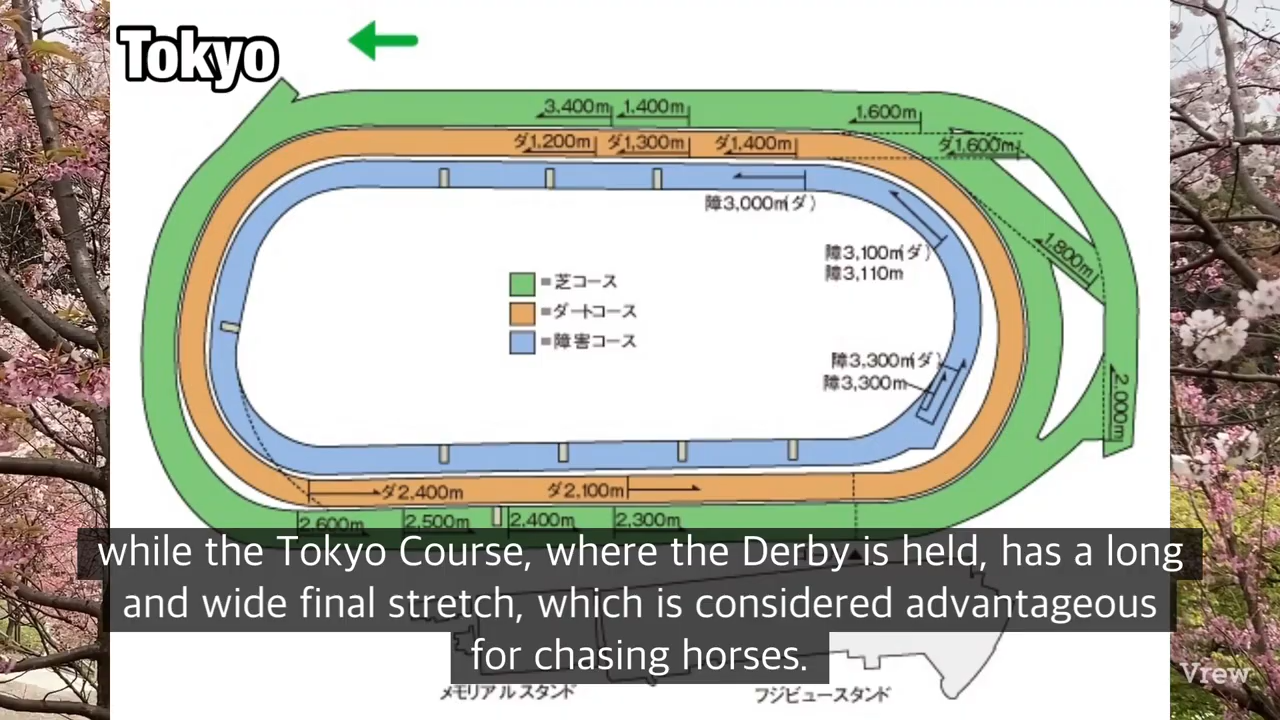 Tokyo
3,400m
1,400m
1,600m
ダ1,200m
ダ1,300m
ダ1,400m
ダ1,600m
障3,000m(ダ)
1,800m
障3,100m(ダ)
障3,110m
=芝コース
=ダートコース
=障害コース
障3,300m(ダ)
障3,300m
2,000m
ダ2,400m
ダ2,100m
2,600m
2,500m
2,400m
2,300m
while the Tokyo Course, where the Derby is held, has a long
and wide final stretch, which is considered advantageous
for chasing horses.
メモリアルスタンド
フジビュースタンド
Vrew